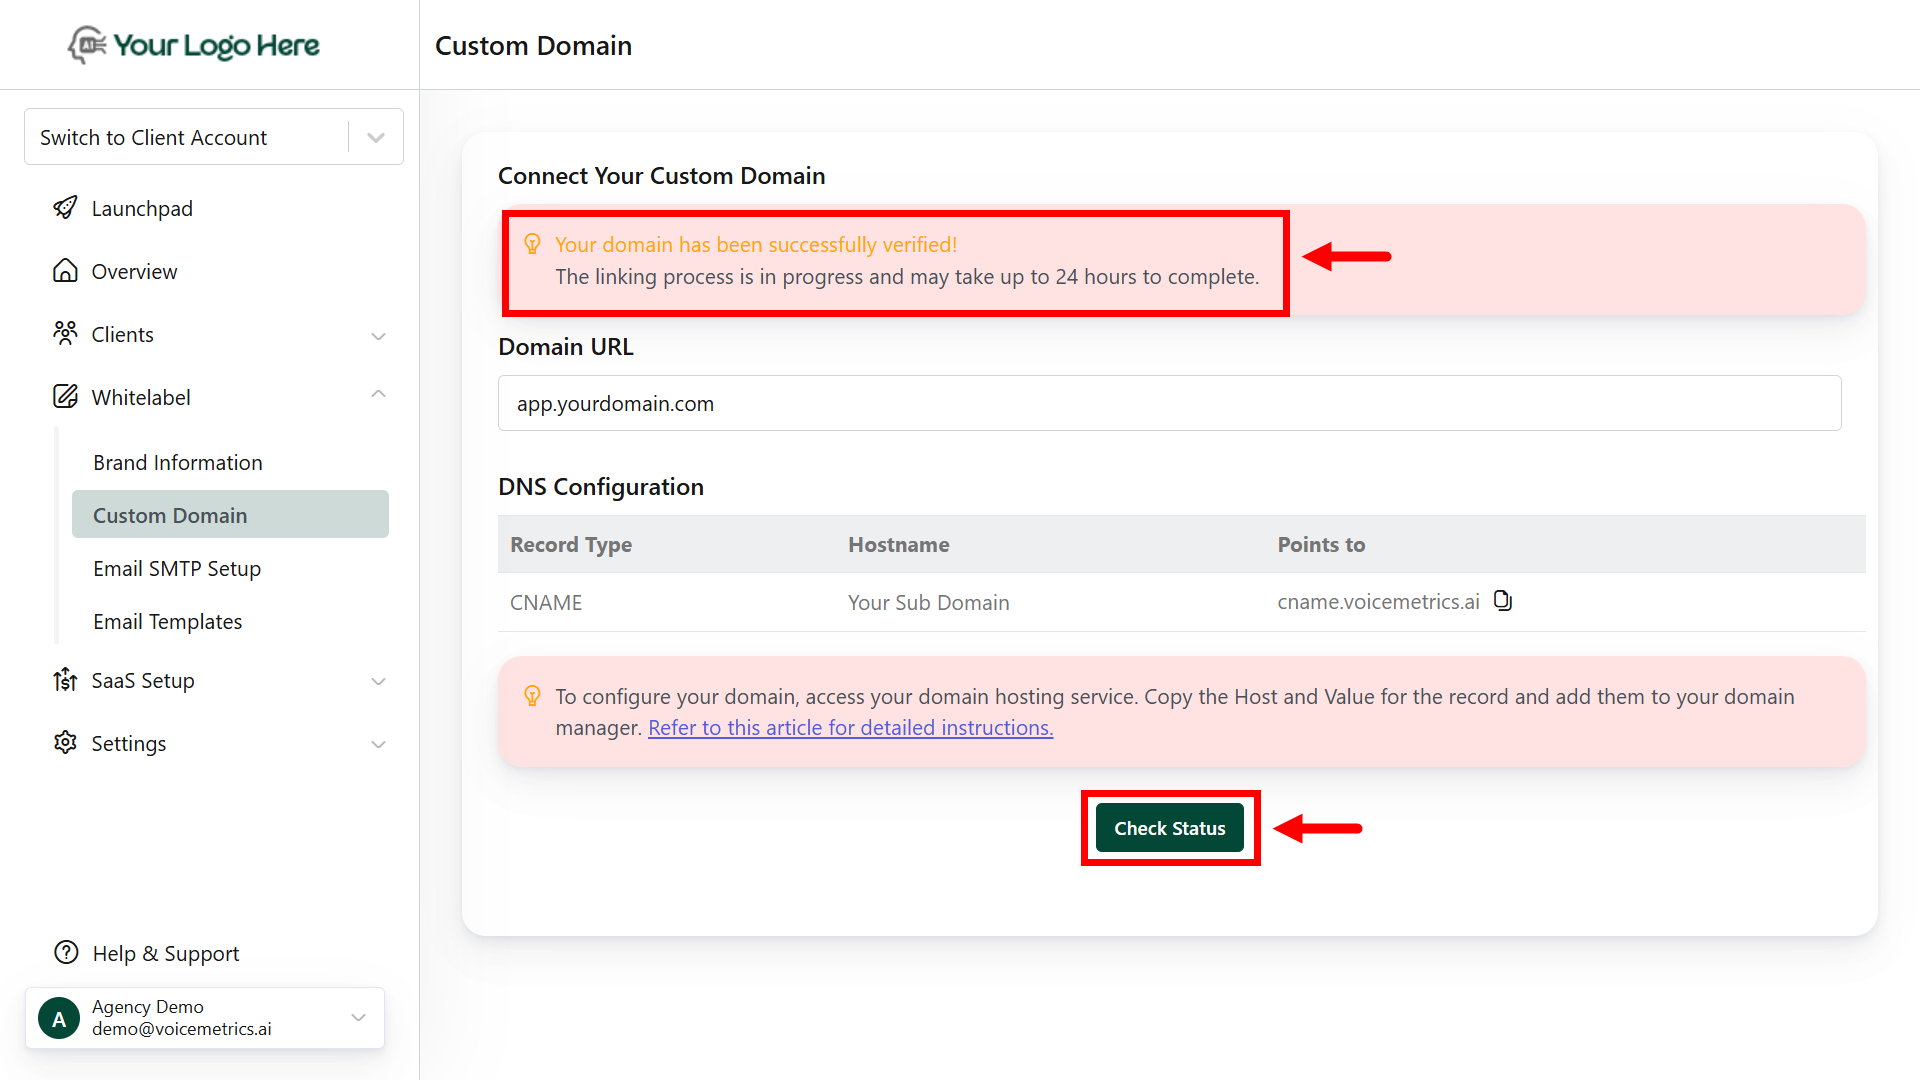 AI Your Logo Here
Custom Domain
Switch to Client Account
Launchpad
Overview
Clients
Whitelabel
Brand Information
Custom Domain
Email SMTP Setup
Email Templates
SaaS Setup
Settings
Help & Support
A
Agency Demo
demo@voicemetrics.ai
Connect Your Custom Domain
Your domain has been successfully verified!
The linking process is in progress and may take up to 24 hours to complete.
Domain URL
app.yourdomain.com
DNS Configuration
Record Type Hostname Points to
CNAME Your Sub Domain cname.voicemetrics.ai
To configure your domain, access your domain hosting service. Copy the Host and Value for the record and add them to your domain
manager. Refer to this article for detailed instructions.
Check Status